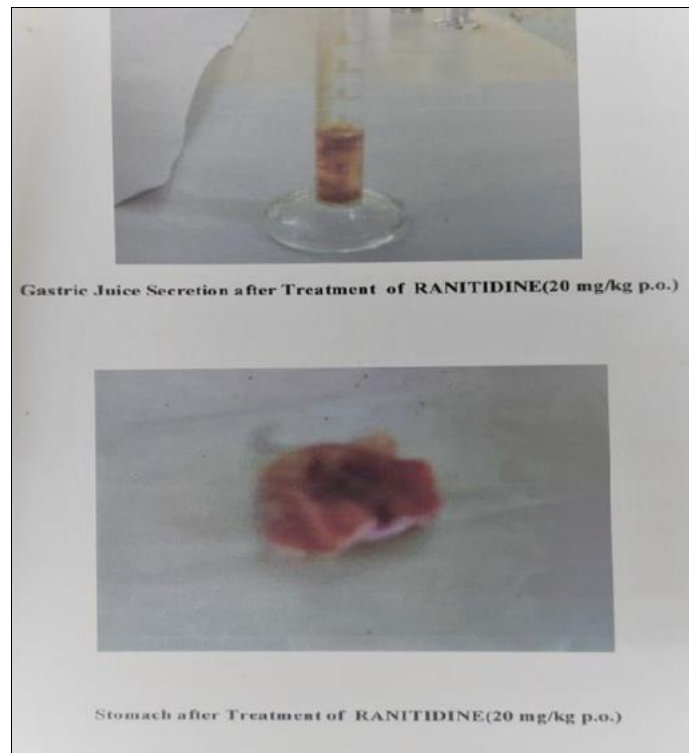 Gastric Juice Secretion after Treatment of RANITIDINE(20 mg/kg p.o.)
Stomach after Treatment of RANITIDINE(20 mg/kg p.o.)